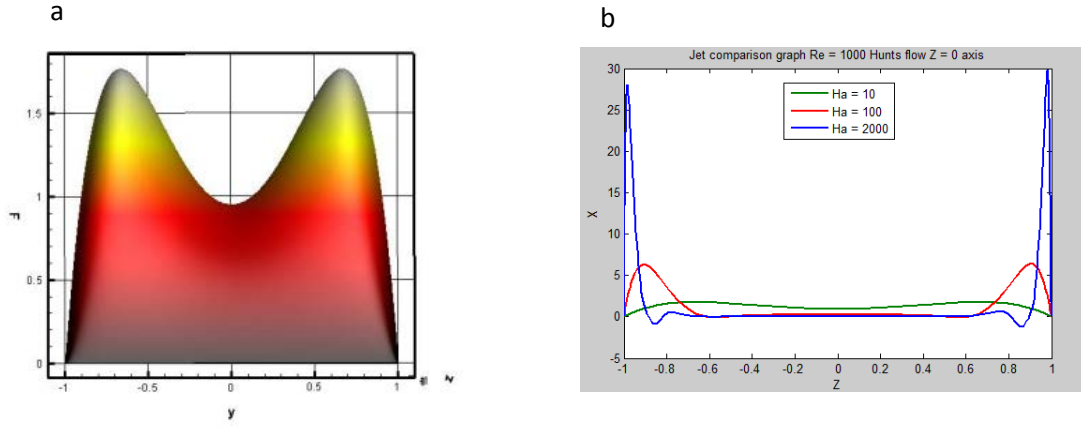 a
b
1.5
1
0.5
0
F
-1
-0.5
0
0.5
1
z
y
Jet comparison graph Re = 1000 Hunts flow Z = 0 axis
30
25
20
15
10
5
0
-5
X
Ha = 10
Ha = 100
Ha = 2000
-1
-0.8
-0.6
-0.4
-0.2
0
0.2
0.4
0.6
0.8
1
Z